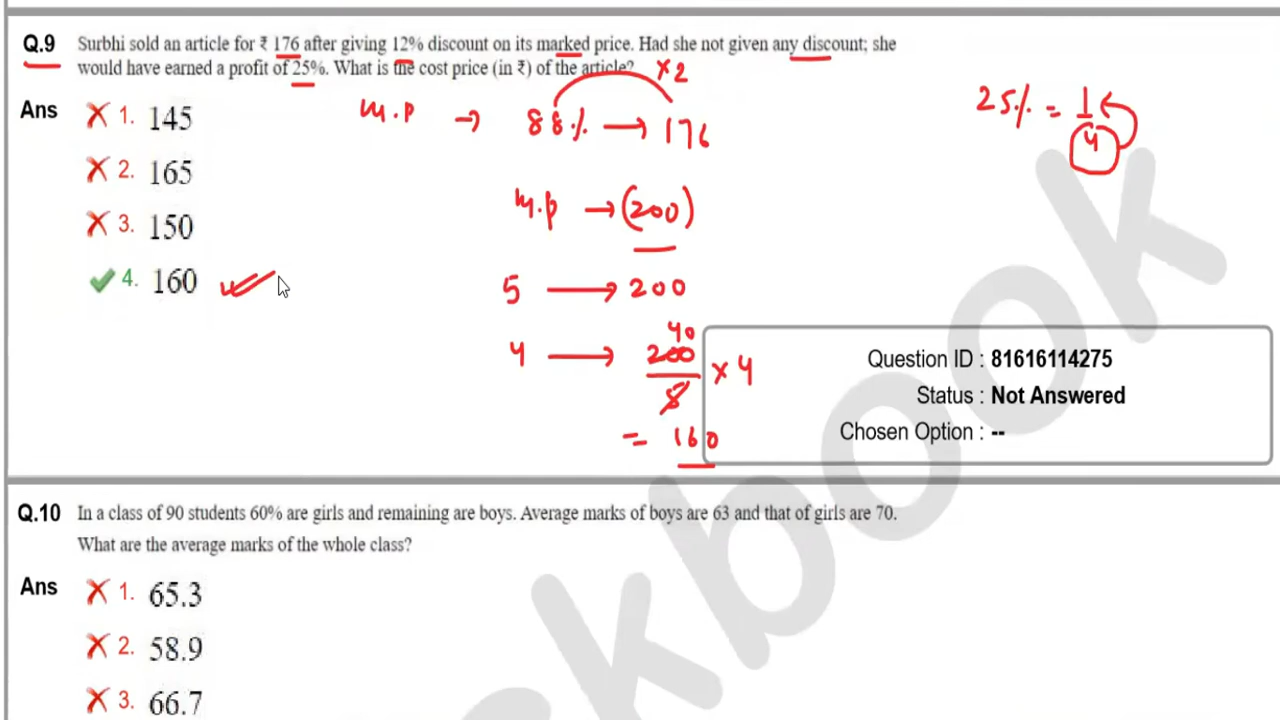 Q.9 Surbhi sold an article for ₹ 176 after giving 12% discount on its marked price. Had she not given any discount; she
would have earned a profit of 25%. What is the cost price (in ₹) of the article?
×2
Ans 1. 145
M.P → 88% → 176
25% = 1/4
2. 165
3. 150
M.P → (200)
4. 160
5 → 200
4 → 200/5 × 4
40
= 160
Question ID : 81616114275
Status : Not Answered
Chosen Option : --
Q.10 In a class of 90 students 60% are girls and remaining are boys. Average marks of boys are 63 and that of girls are 70.
What are the average marks of the whole class?
Ans 1. 65.3
2. 58.9
3. 66.7